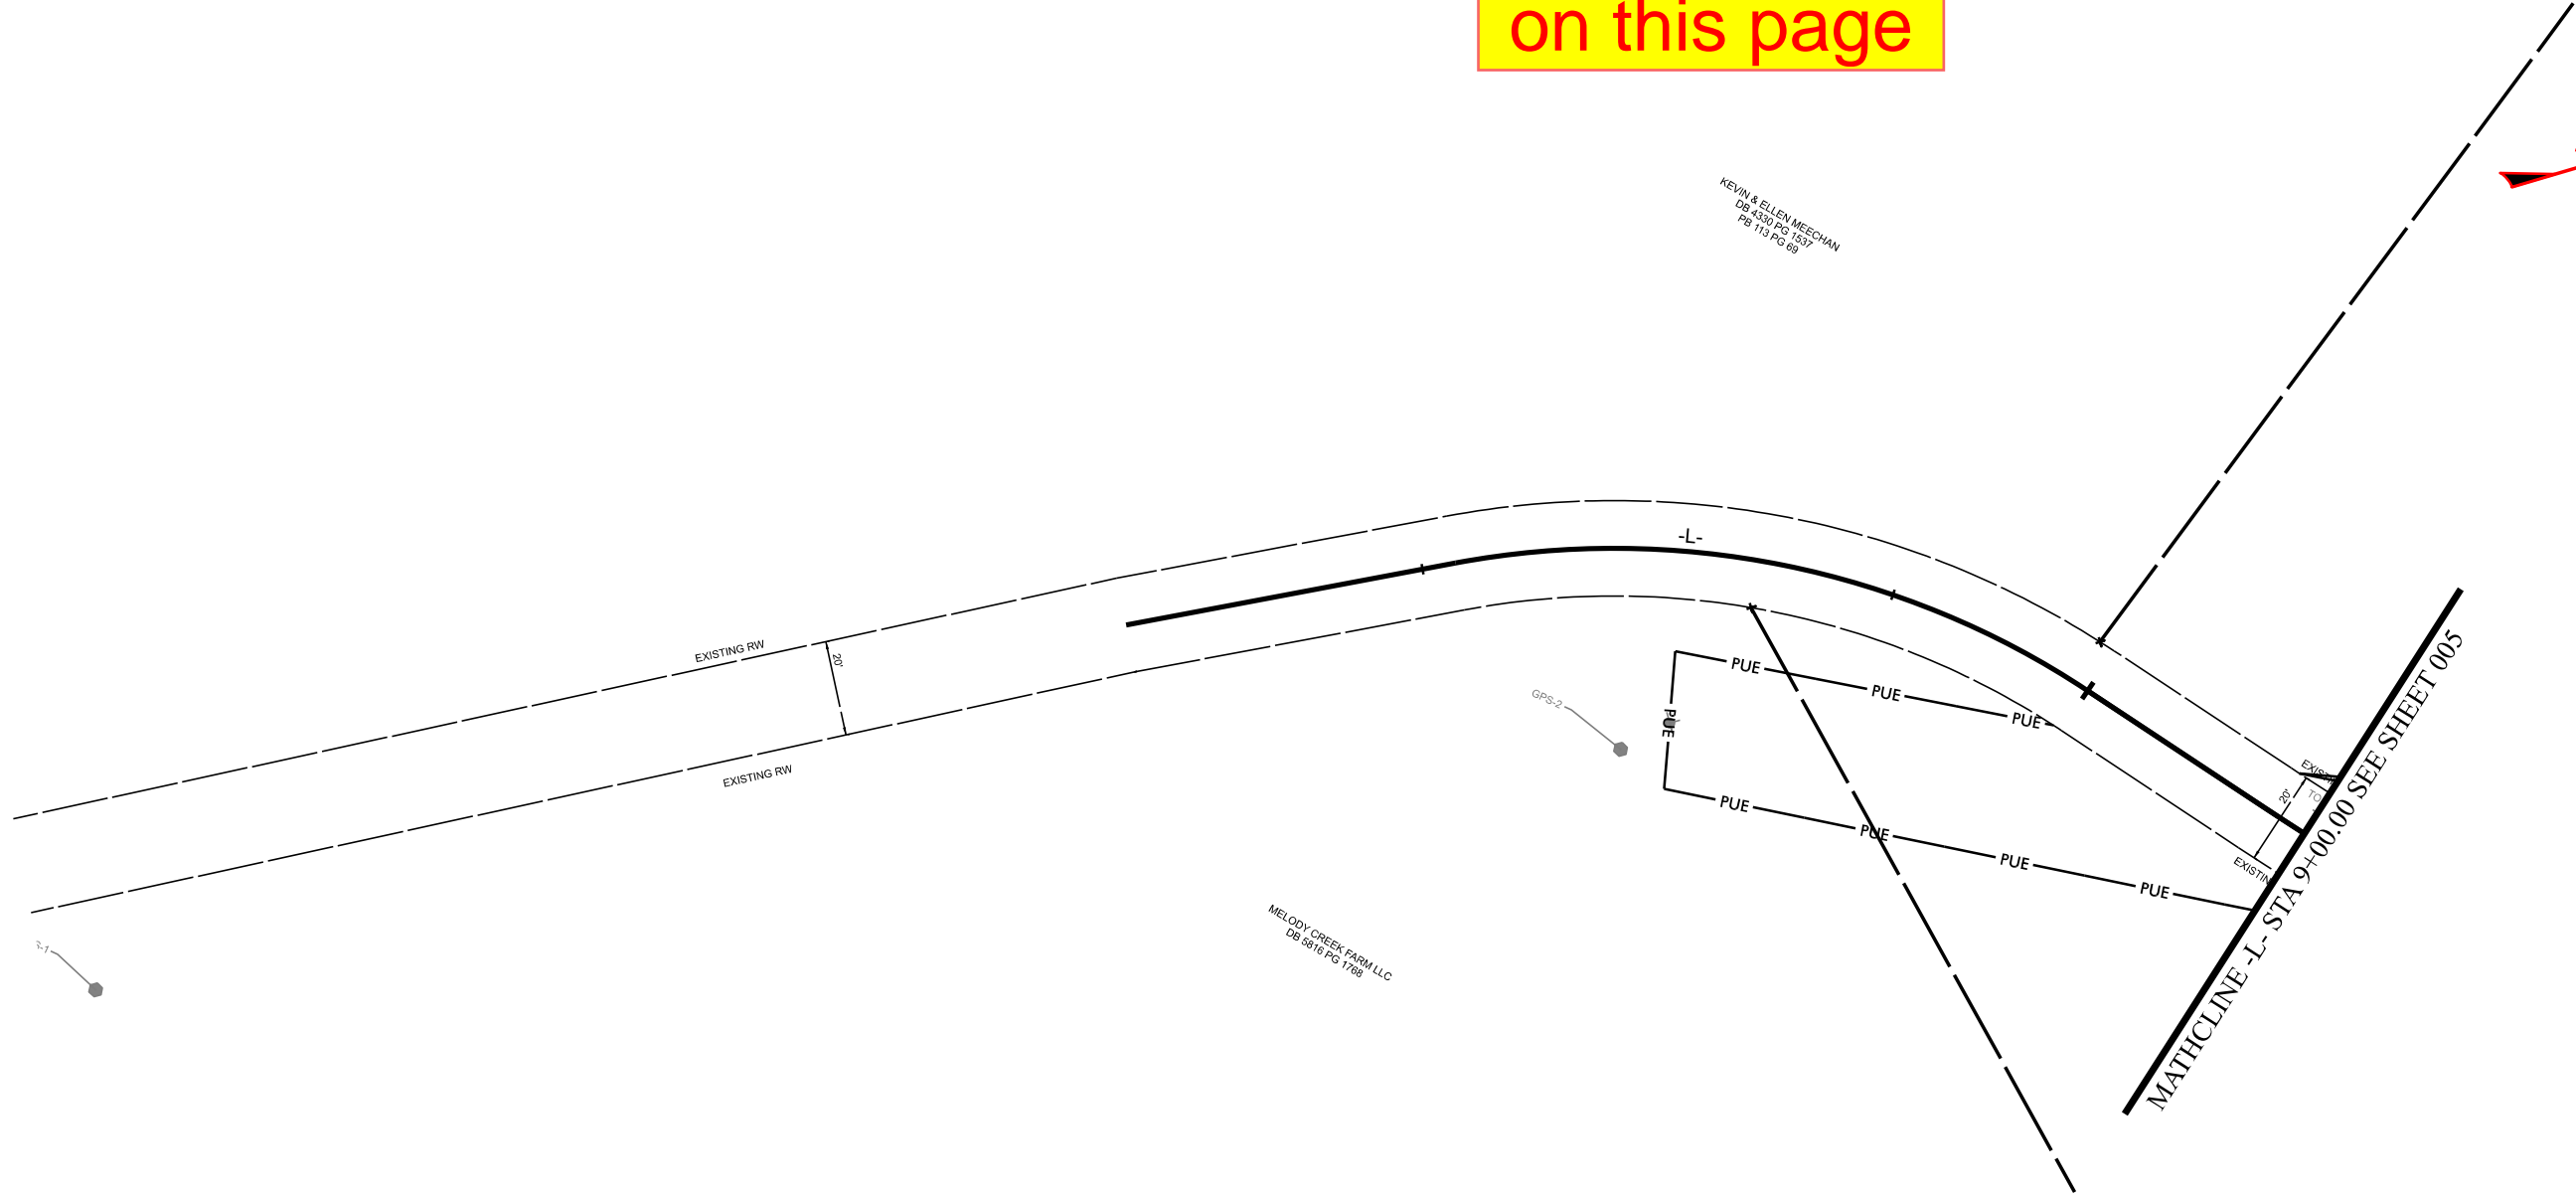 on this page
KEVIN & ELLEN MEECHAN
DB 4330 PG 1537
PB 113 PG 69
-L-
EXISTING RW
20'
EXISTING RW
GPS-2
PUE
PUE
PUE
PUE
PUE
PUE
PUE
PUE
MELODY CREEK FARM LLC
DB 5816 PG 1768
20'
MATHCLINE -L- STA 9+00.00 SEE SHEET 005